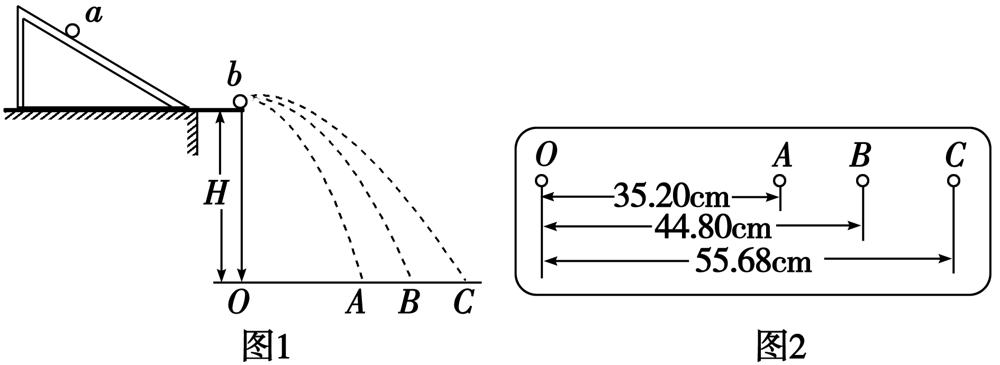 a
b
H
O A B C
图1
O A B C
35.20cm
44.80cm
55.68cm
图2